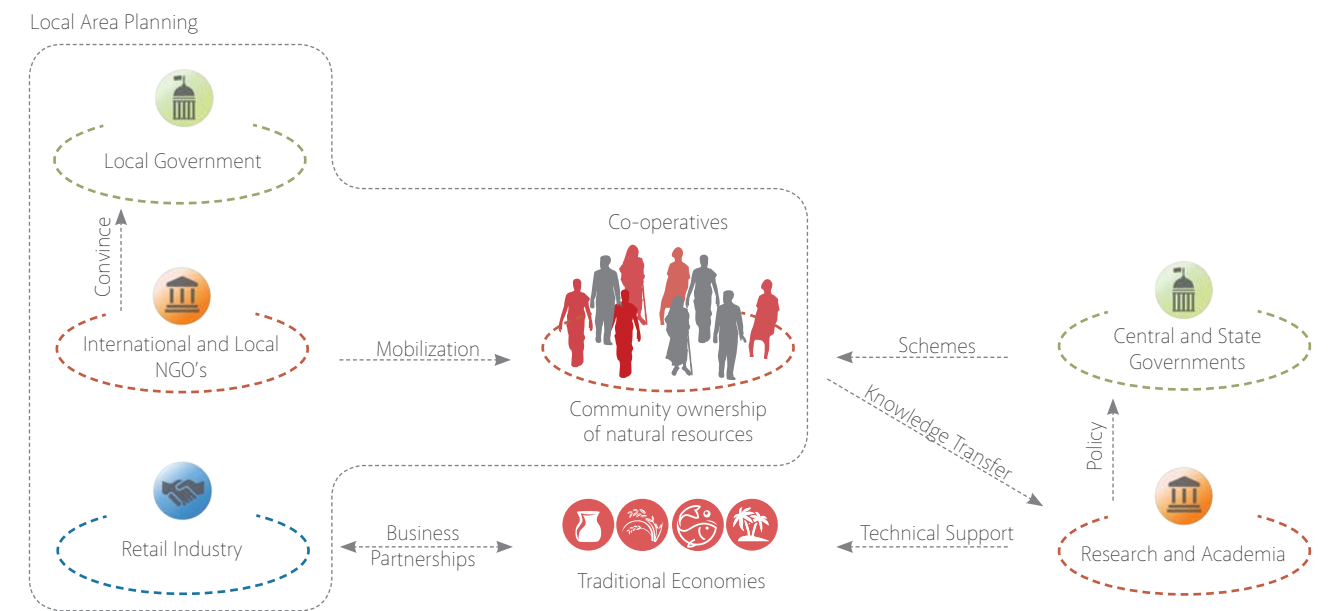 Local Area Planning
Local Government
Convince
International and Local
NGO's
Mobilization
Co-operatives
Community ownership
of natural resources
Schemes
Central and State
Governments
Knowledge Transfer
Policy
Retail Industry
Business
Partnerships
Traditional Economies
Technical Support
Research and Academia